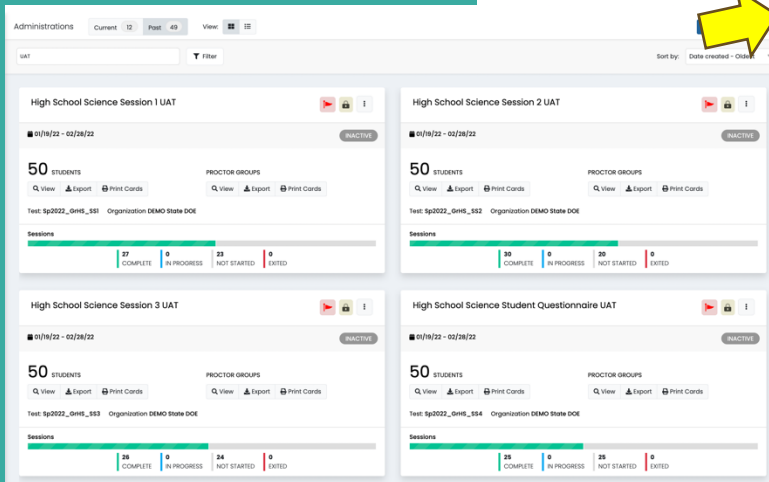 Administrations Current 12 Past 49 View:
UAT Filter Sort by: Date created - Oldest
High School Science Session 1 UAT
01/19/22 - 02/28/22 INACTIVE
50 STUDENTS PROCTOR GROUPS
View Export Print Cards View Export Print Cards
Test: Sp2022_GrHS_SS1 Organization DEMO State DOE
Sessions
27 0 23 0
COMPLETE IN PROGRESS NOT STARTED EXITED
High School Science Session 2 UAT
01/19/22 - 02/28/22 INACTIVE
50 STUDENTS PROCTOR GROUPS
View Export Print Cards View Export Print Cards
Test: Sp2022_GrHS_SS2 Organization DEMO State DOE
Sessions
30 0 20 0
COMPLETE IN PROGRESS NOT STARTED EXITED
High School Science Session 3 UAT
01/19/22 - 02/28/22 INACTIVE
50 STUDENTS PROCTOR GROUPS
View Export Print Cards View Export Print Cards
Test: Sp2022_GrHS_SS3 Organization DEMO State DOE
Sessions
26 0 24 0
COMPLETE IN PROGRESS NOT STARTED EXITED
High School Science Student Questionnaire UAT
01/19/22 - 02/28/22 INACTIVE
50 STUDENTS PROCTOR GROUPS
View Export Print Cards View Export Print Cards
Test: Sp2022_GrHS_SS4 Organization DEMO State DOE
Sessions
25 0 25 0
COMPLETE IN PROGRESS NOT STARTED EXITED